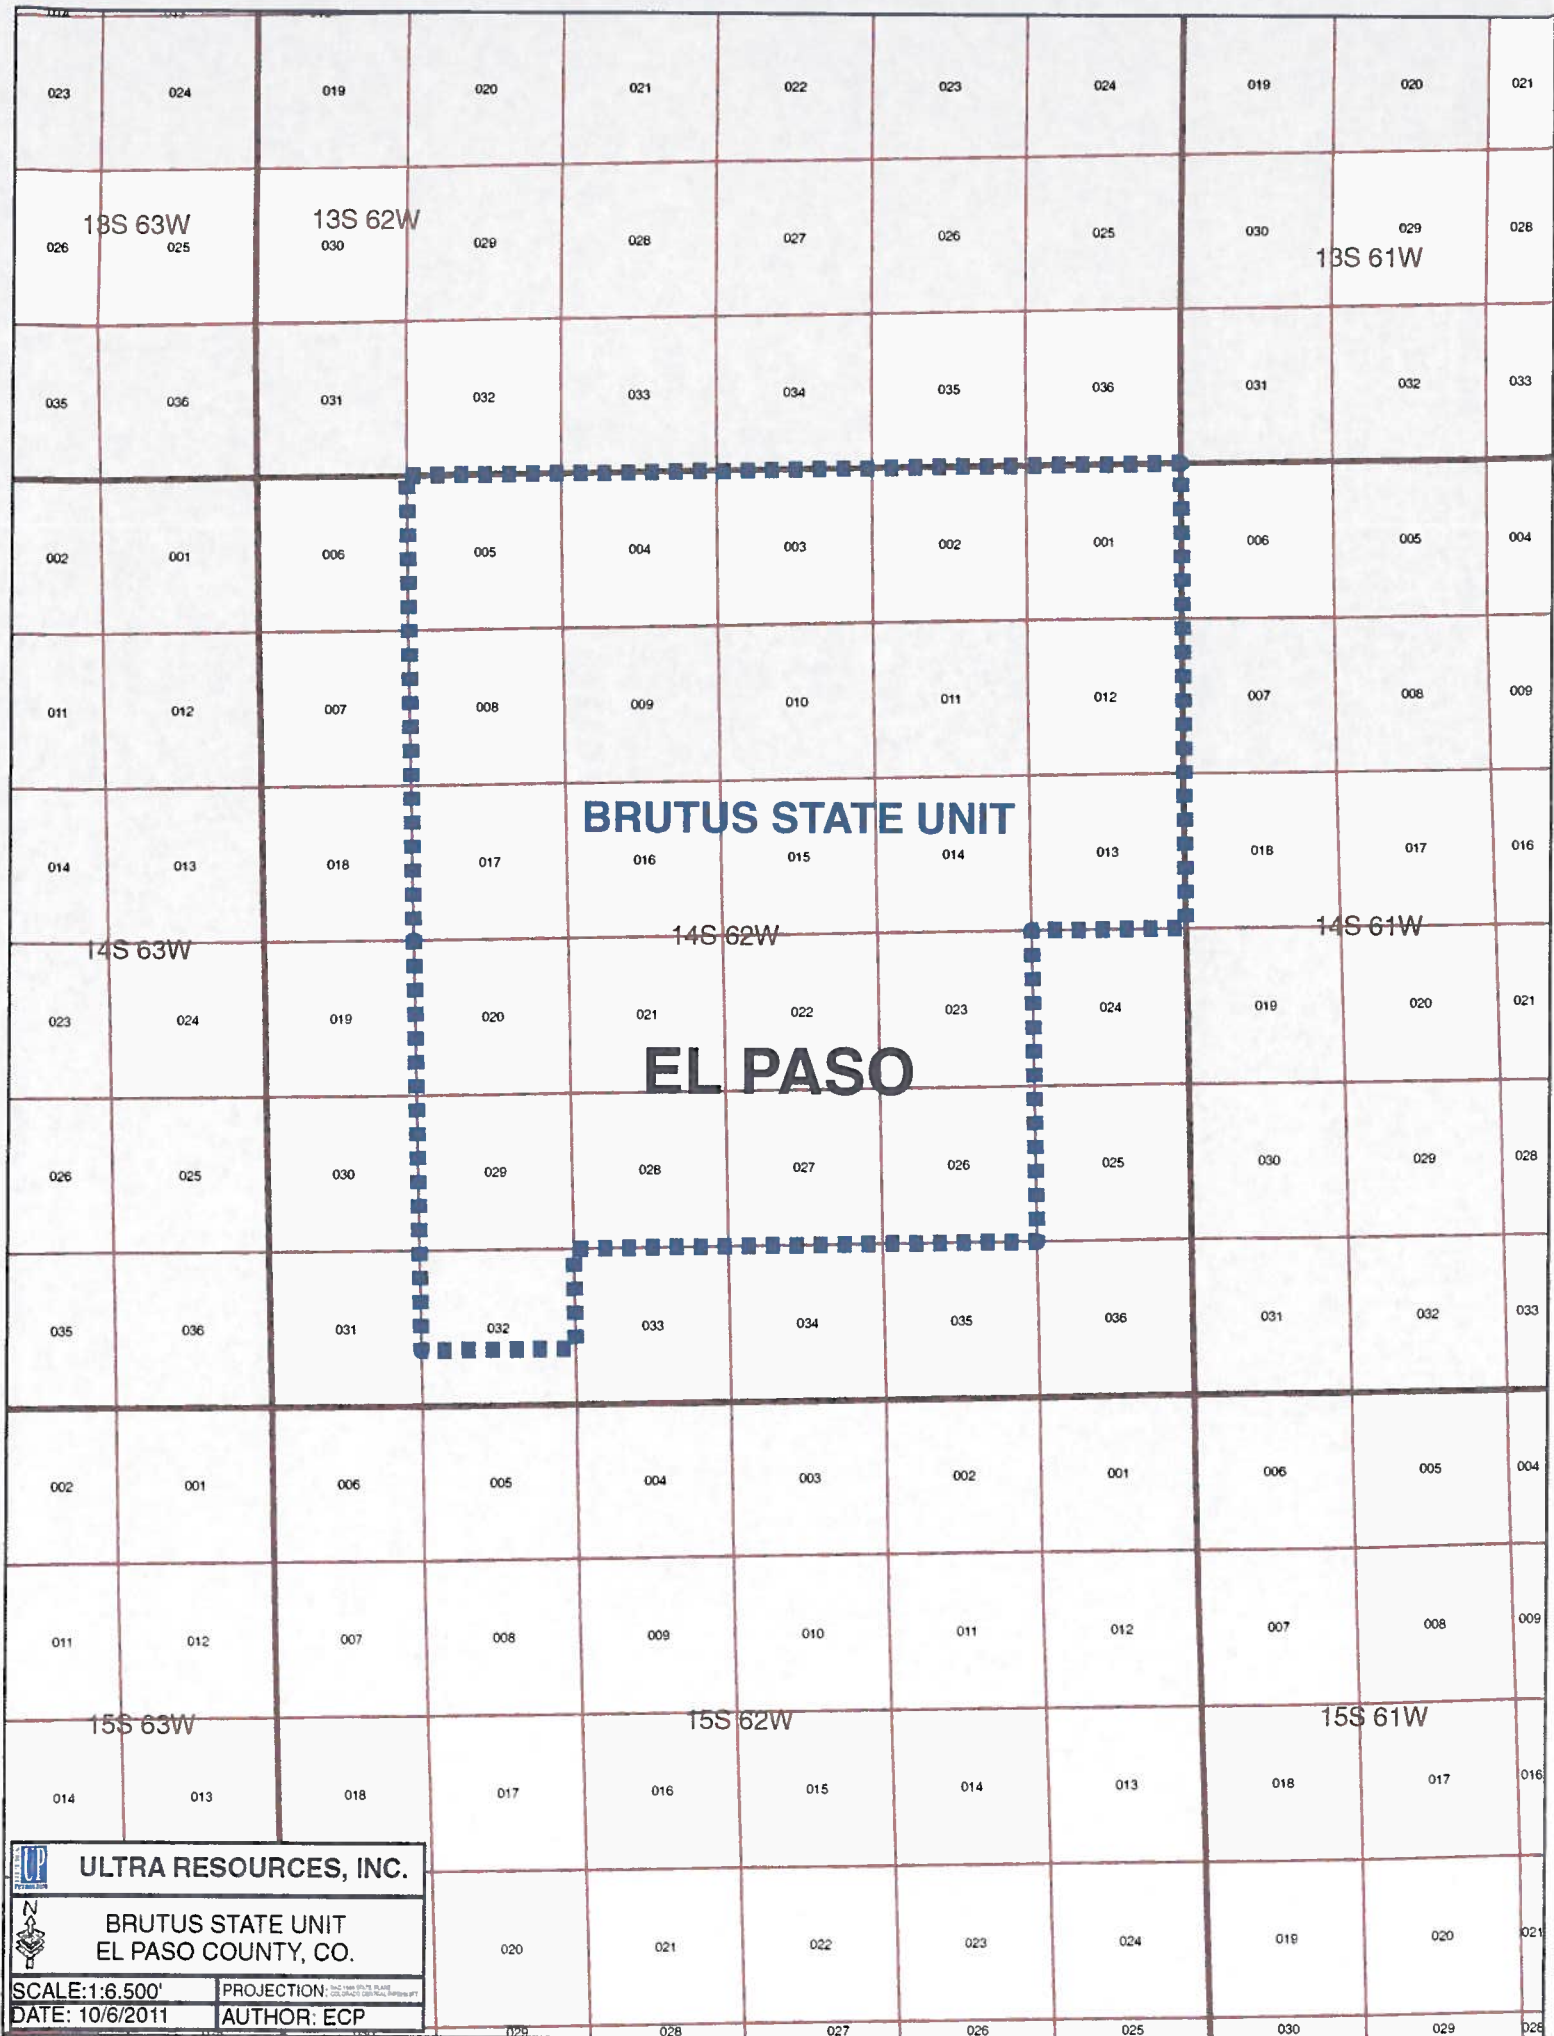 023 024 019 020 021 022 023 024 019 020 021
13S 63W 13S 62W
026 025 030 029 028 027 026 025 030 029 028
13S 61W
035 036 031 032 033 034 035 036 031 032 033
002 001 006 005 004 003 002 001 006 005 004
011 012 007 008 009 010 011 012 007 008 009
BRUTUS STATE UNIT
014 013 018 017 016 015 014 013 018 017 016
14S 63W 14S 62W 14S 61W
023 024 019 020 021 022 023 024 019 020 021
EL PASO
026 025 030 029 028 027 026 025 030 029 028
035 036 031 032 033 034 035 036 031 032 033
002 001 006 005 004 003 002 001 006 005 004
011 012 007 008 009 010 011 012 007 008 009
15S 63W 15S 62W 15S 61W
014 013 018 017 016 015 014 013 018 017 016
020 021 022 023 024 019 020 021
029 028 027 026 025 030 029 028
UP
ULTRA RESOURCES, INC.
N
BRUTUS STATE UNIT
EL PASO COUNTY, CO.
SCALE:1:6.500' PROJECTION:
DATE: 10/6/2011 AUTHOR: ECP